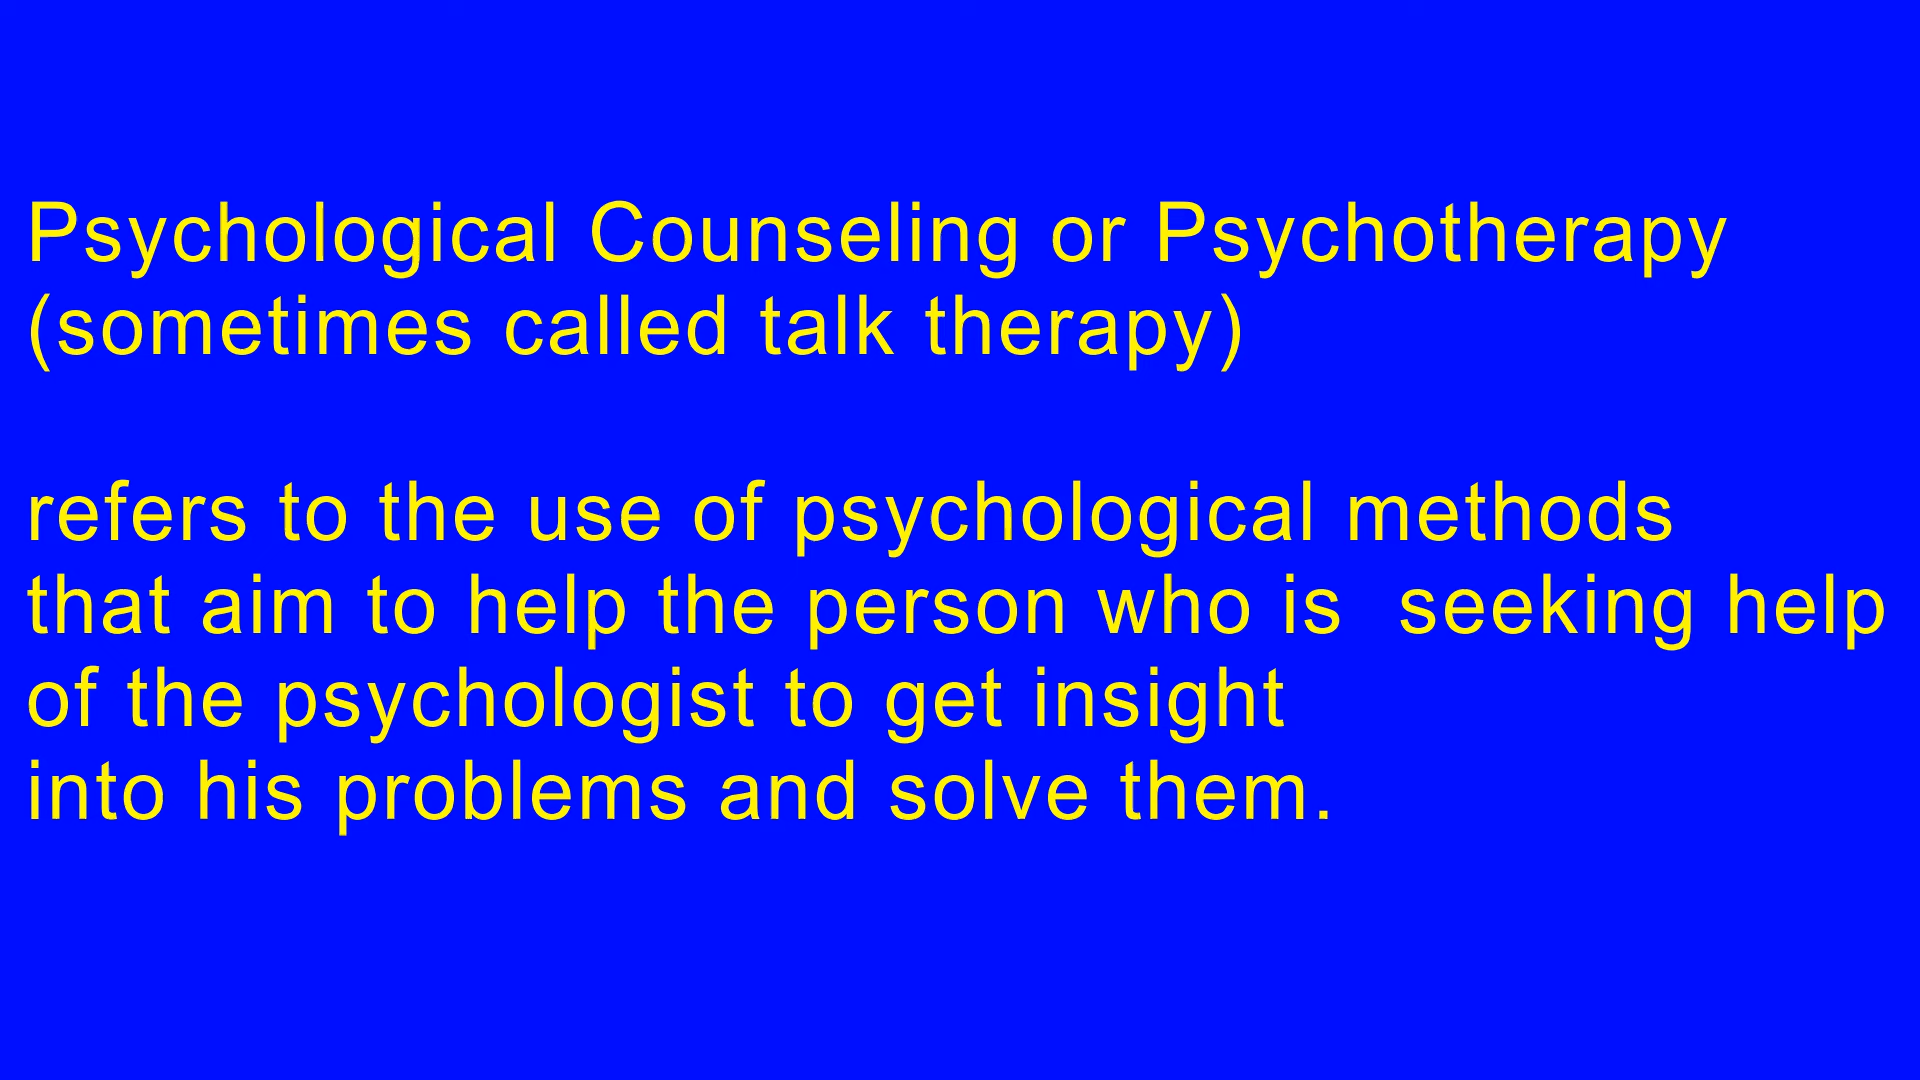 Psychological Counseling or Psychotherapy
(sometimes called talk therapy)
refers to the use of psychological methods
that aim to help the person who is  seeking help
of the psychologist to get insight
into his problems and solve them.